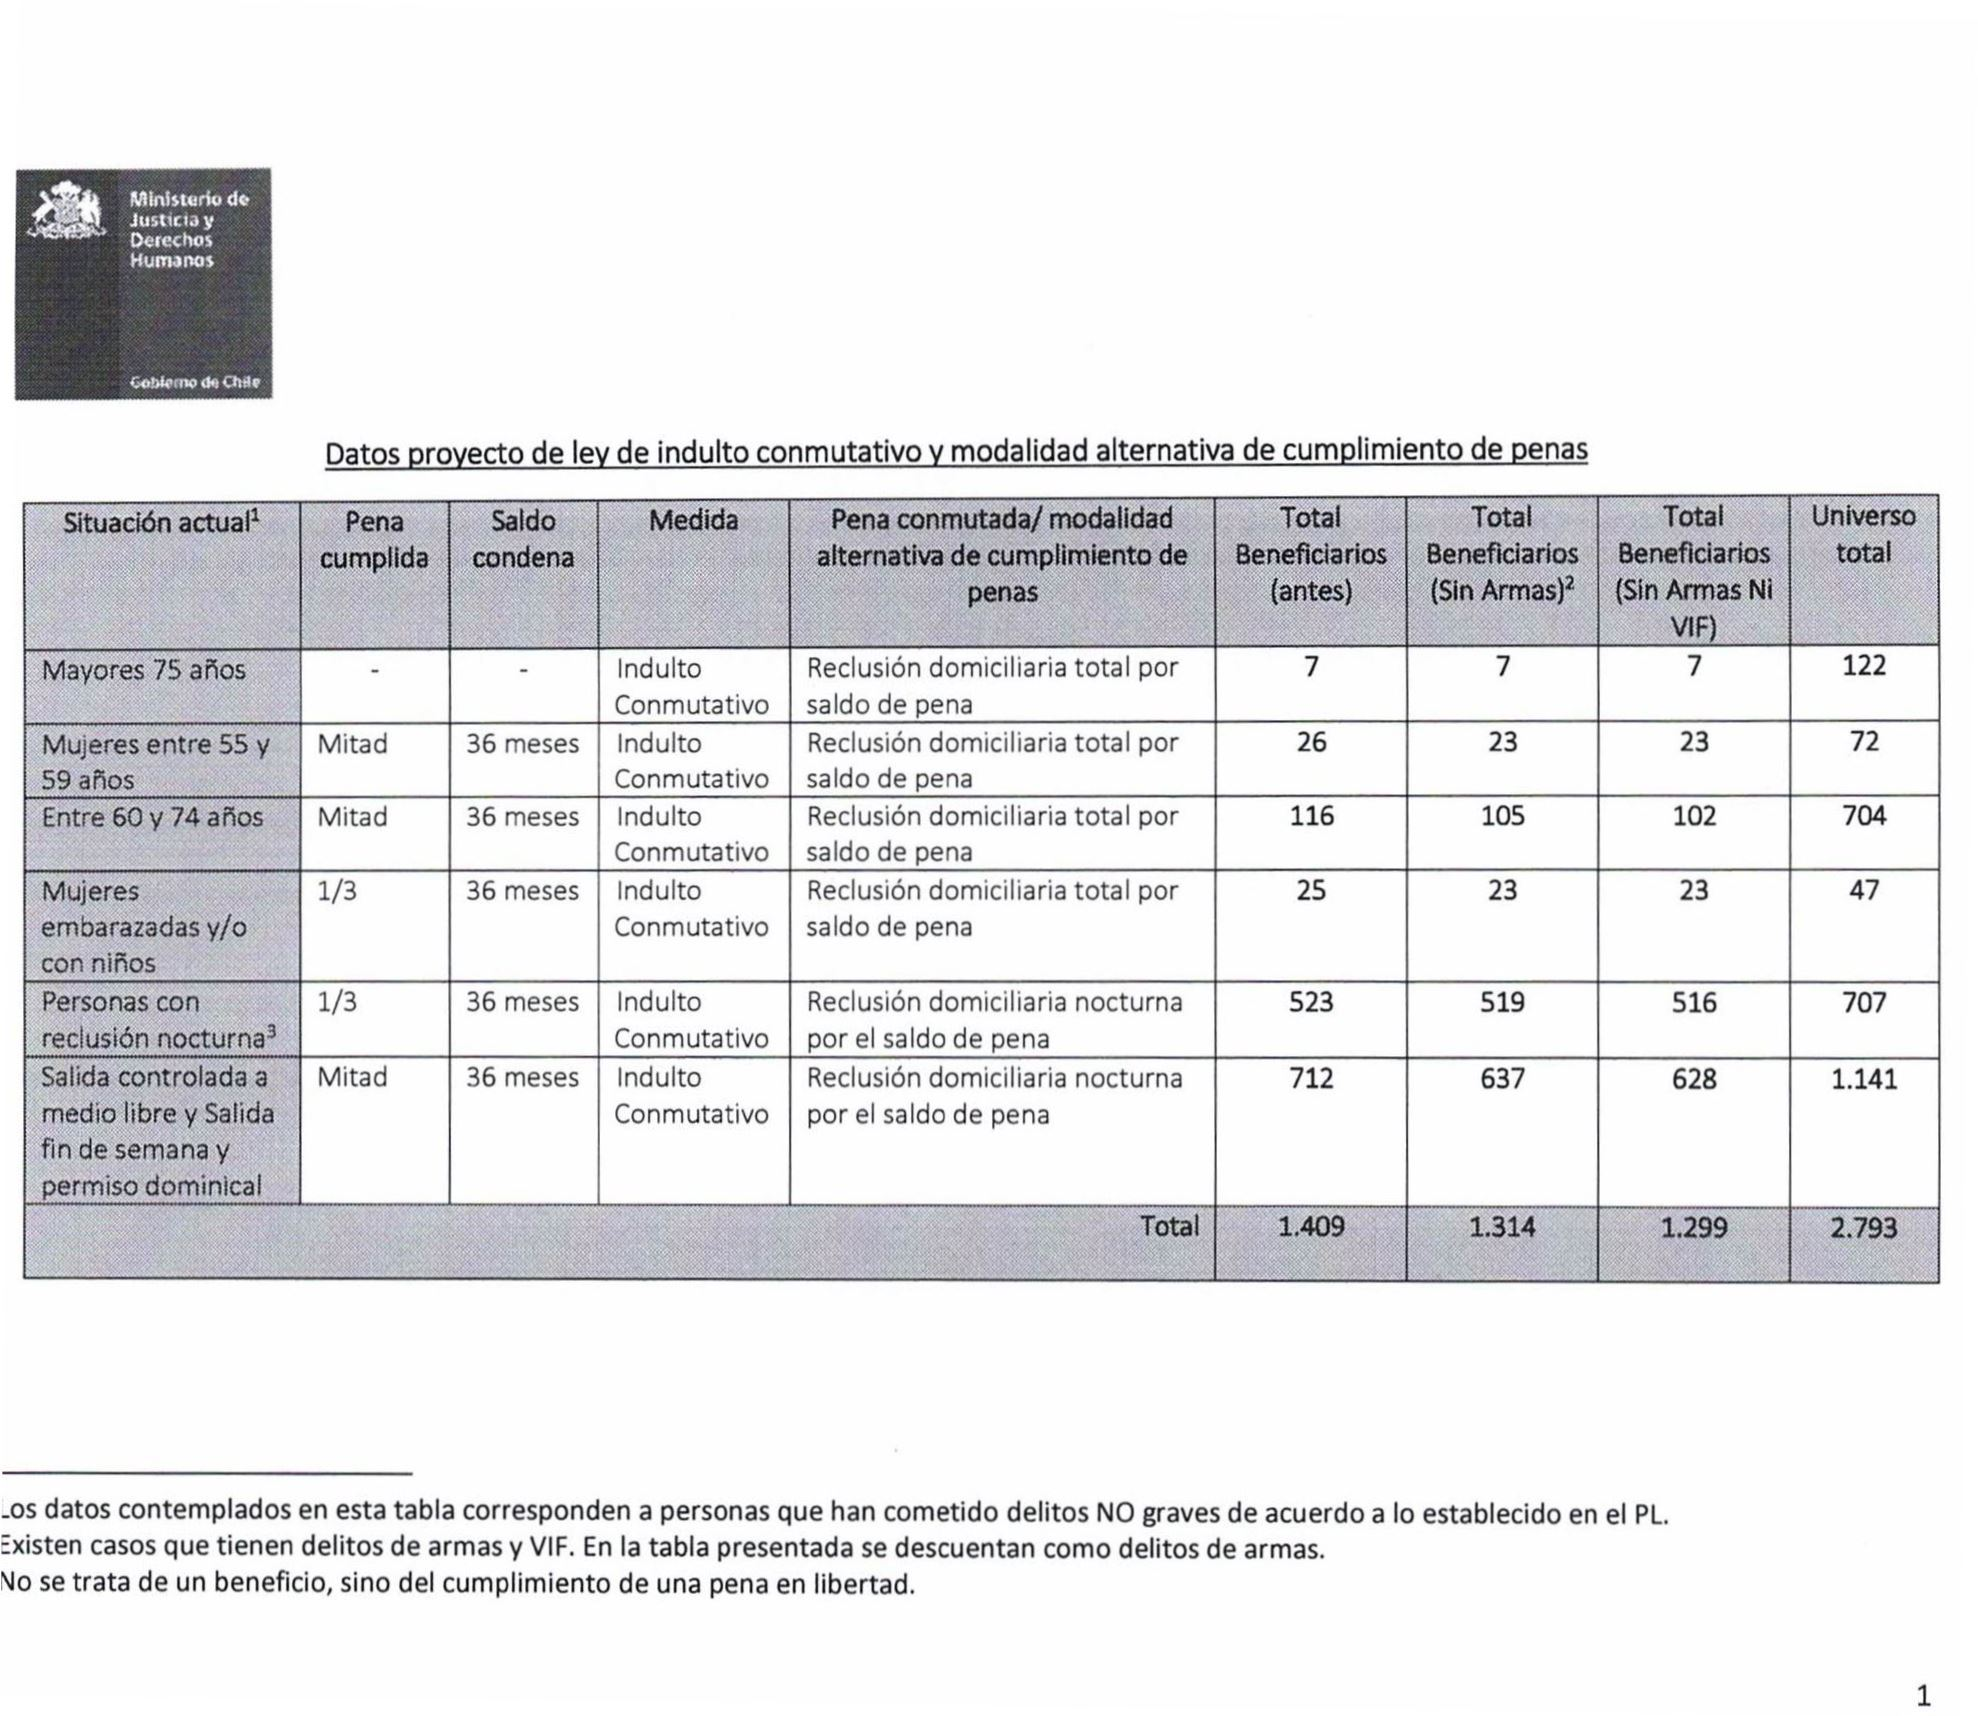 Ministerio de
Justicia y
Derechos
Humanos
Gobierno de Chile
Datos proyecto de ley de indulto conmutativo y modalidad alternativa de cumplimiento de penas
Situación actual¹ Pena cumplida Saldo condena Medida Pena conmutada/ modalidad alternativa de cumplimiento de penas Total Beneficiarios (antes) Total Beneficiarios (Sin Armas)² Total Beneficiarios (Sin Armas Ni VIF) Universo total
Mayores 75 años - - Indulto Conmutativo Reclusión domiciliaria total por saldo de pena 7 7 7 122
Mujeres entre 55 y 59 años Mitad 36 meses Indulto Conmutativo Reclusión domiciliaria total por saldo de pena 26 23 23 72
Entre 60 y 74 años Mitad 36 meses Indulto Conmutativo Reclusión domiciliaria total por saldo de pena 116 105 102 704
Mujeres embarazadas y/o con niños 1/3 36 meses Indulto Conmutativo Reclusión domiciliaria total por saldo de pena 25 23 23 47
Personas con reclusión nocturna³ 1/3 36 meses Indulto Conmutativo Reclusión domiciliaria nocturna por el saldo de pena 523 519 516 707
Salida controlada a medio libre y Salida fin de semana y permiso dominical Mitad 36 meses Indulto Conmutativo Reclusión domiciliaria nocturna por el saldo de pena 712 637 628 1.141
Total 1.409 1.314 1.299 2.793
Los datos contemplados en esta tabla corresponden a personas que han cometido delitos NO graves de acuerdo a lo establecido en el PL.
Existen casos que tienen delitos de armas y VIF. En la tabla presentada se descuentan como delitos de armas.
No se trata de un beneficio, sino del cumplimiento de una pena en libertad.
1